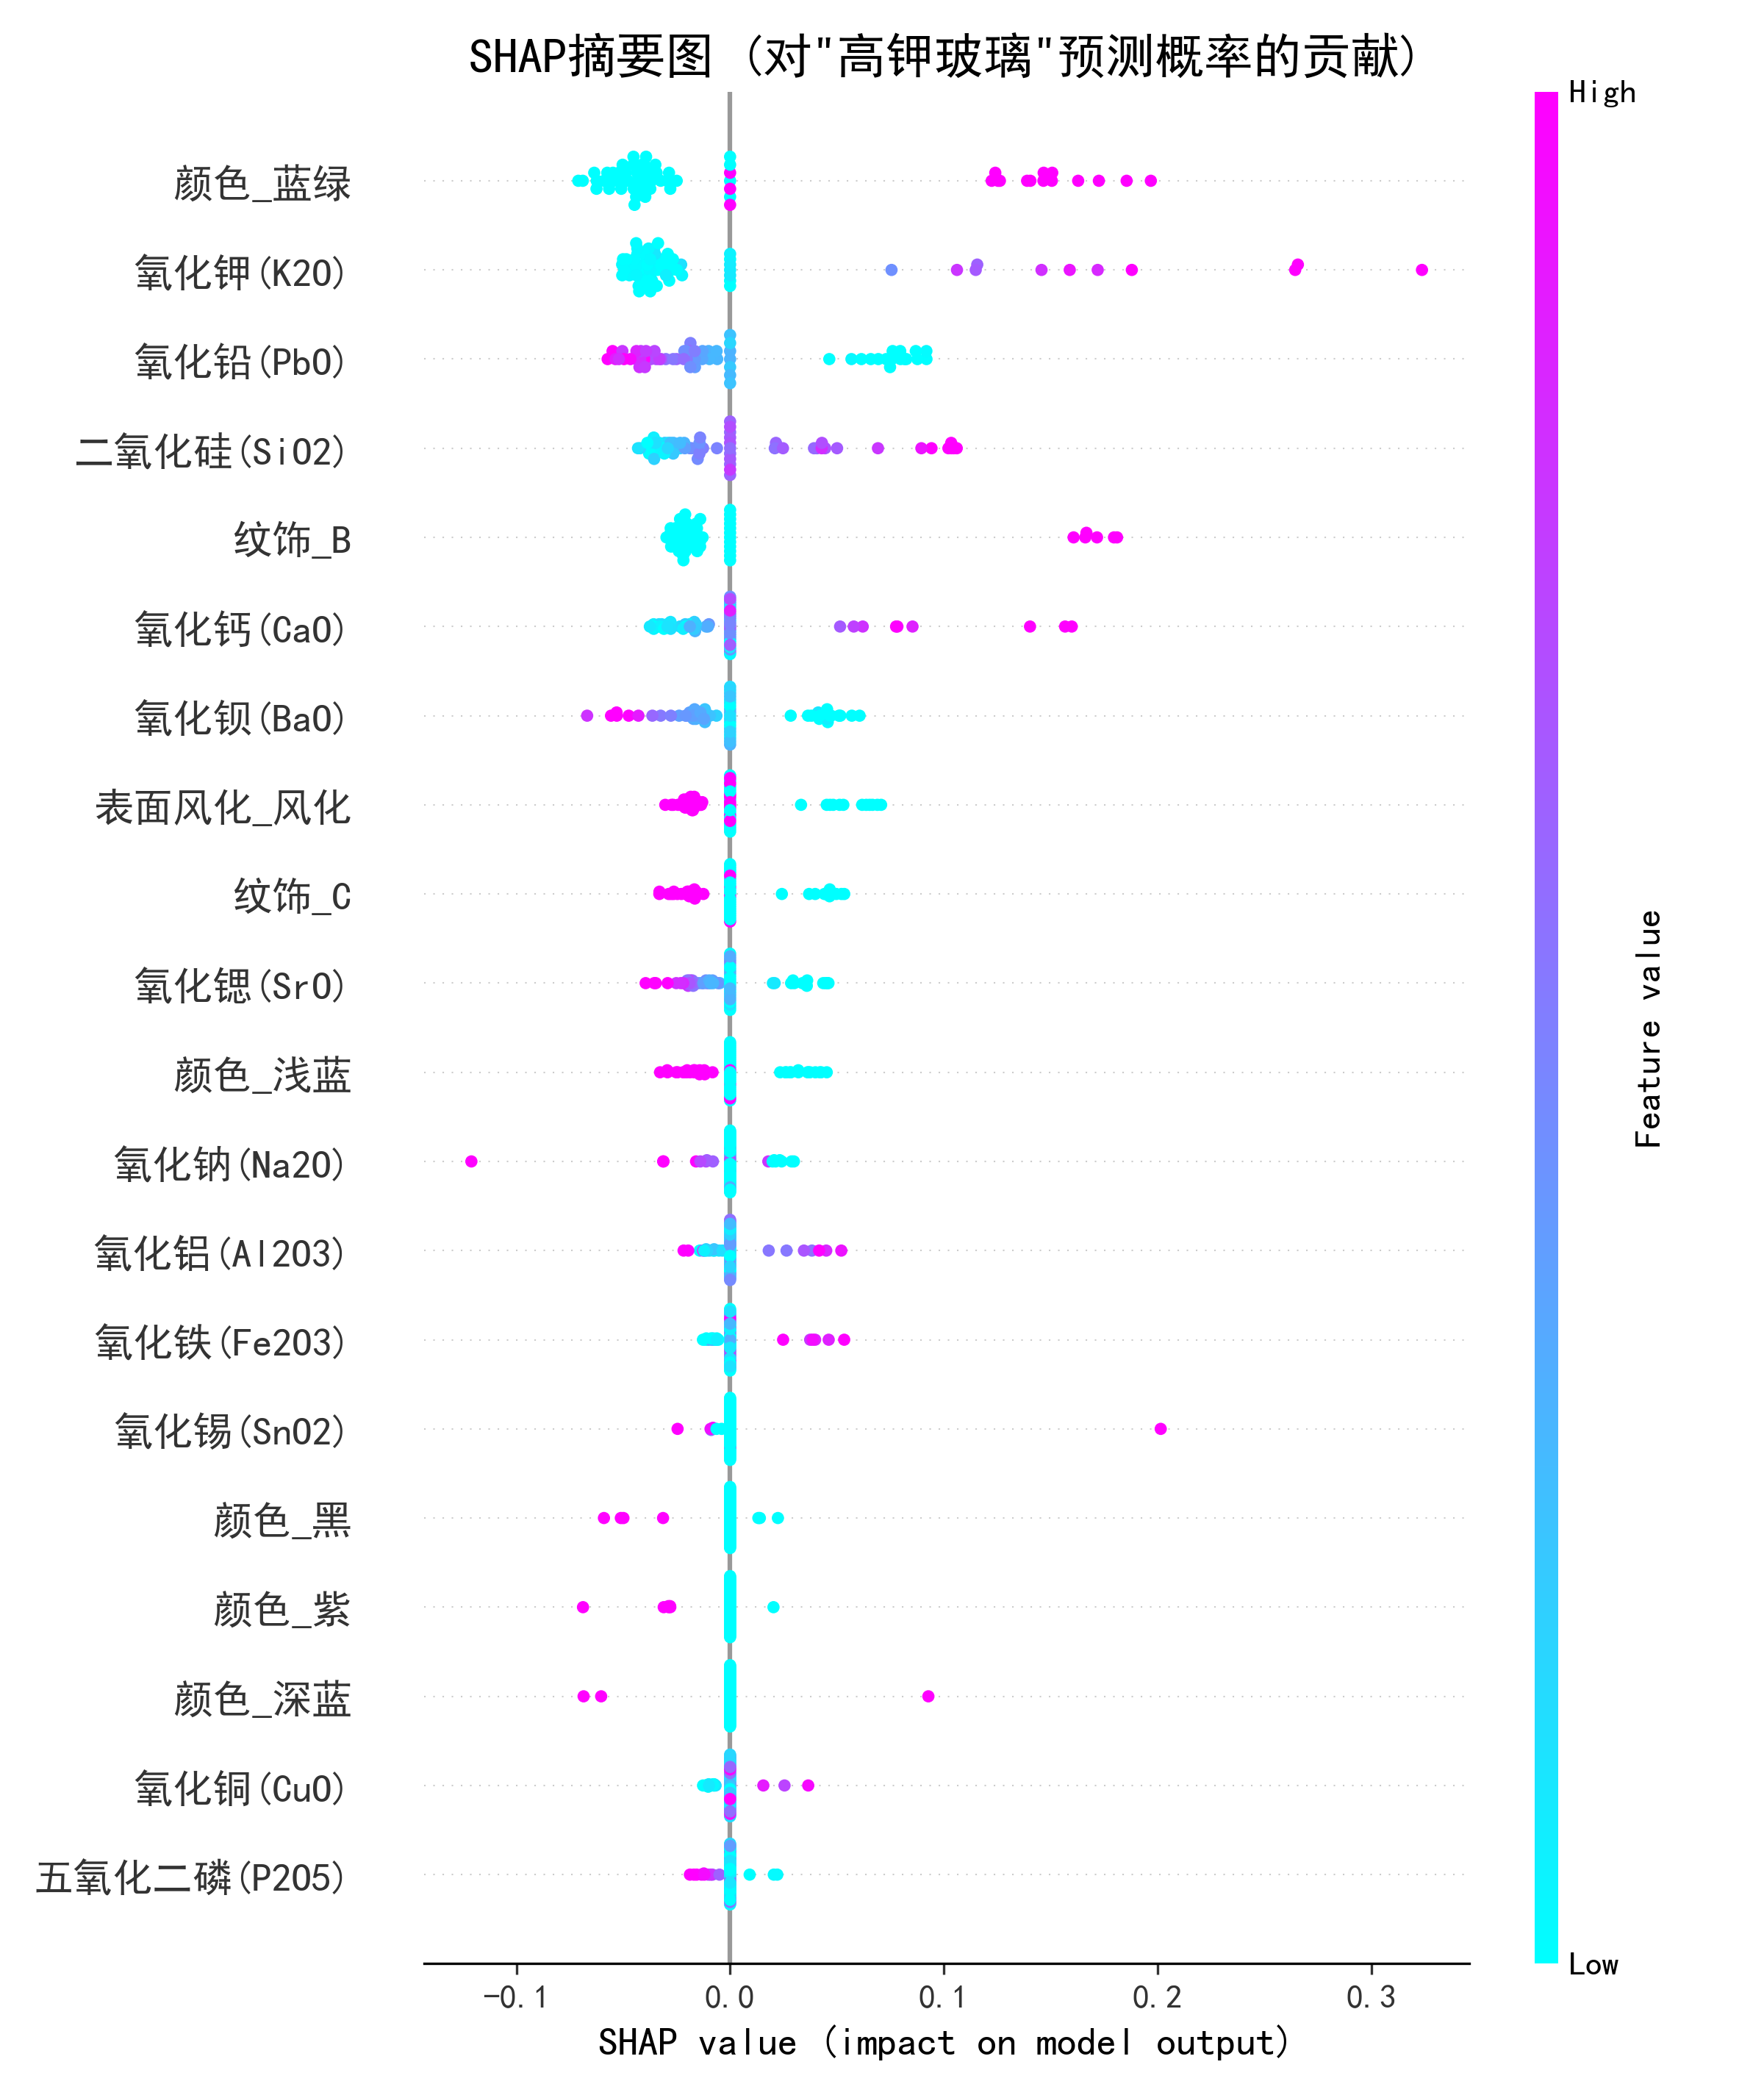 SHAP摘要图 (对"高钾玻璃"预测概率的贡献)
High
颜色_蓝绿
氧化钾(K2O)
氧化铅(PbO)
二氧化硅(SiO2)
纹饰_B
氧化钙(CaO)
氧化钡(BaO)
表面风化_风化
纹饰_C
氧化锶(SrO)
颜色_浅蓝
氧化钠(Na2O)
氧化铝(Al2O3)
氧化铁(Fe2O3)
氧化锡(SnO2)
颜色_黑
颜色_紫
颜色_深蓝
氧化铜(CuO)
五氧化二磷(P2O5)
Feature value
Low
−0.1 0.0 0.1 0.2 0.3
SHAP value (impact on model output)